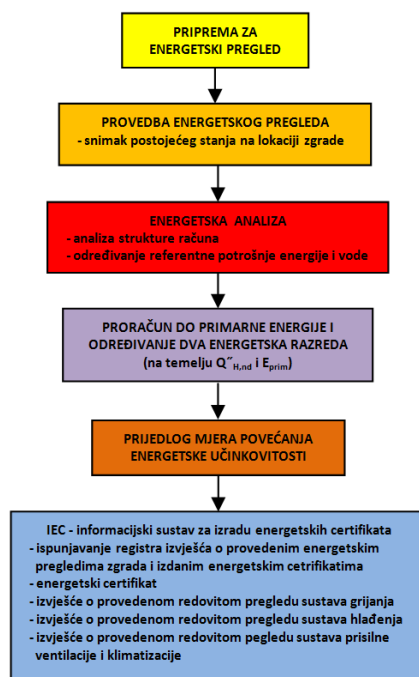 PRIPREMA ZA
ENERGETSKI PREGLED
PROVEDBA ENERGETSKOG PREGLEDA
- snimak postojećeg stanja na lokaciji zgrade
ENERGETSKA ANALIZA
- analiza strukture računa
- određivanje referentne potrošnje energije i vode
PRORAČUN DO PRIMARNE ENERGIJE I
ODREĐIVANJE DVA ENERGETSKA RAZREDA
(na temelju Q˝H,nd i Eprim)
PRIJEDLOG MJERA POVEĆANJA
ENERGETSKE UČINKOVITOSTI
IEC - informacijski sustav za izradu energetskih certifikata
- ispunjavanje registra izvješća o provedenim energetskim
pregledima zgrada i izdanim energetskim cetrifikatima
- energetski certifikat
- izvješće o provedenom redovitom pregledu sustava grijanja
- izvješće o provedenom redovitom pregledu sustava hlađenja
- izvješće o provedenom redovitom pegledu sustava prisilne
ventilacije i klimatizacije